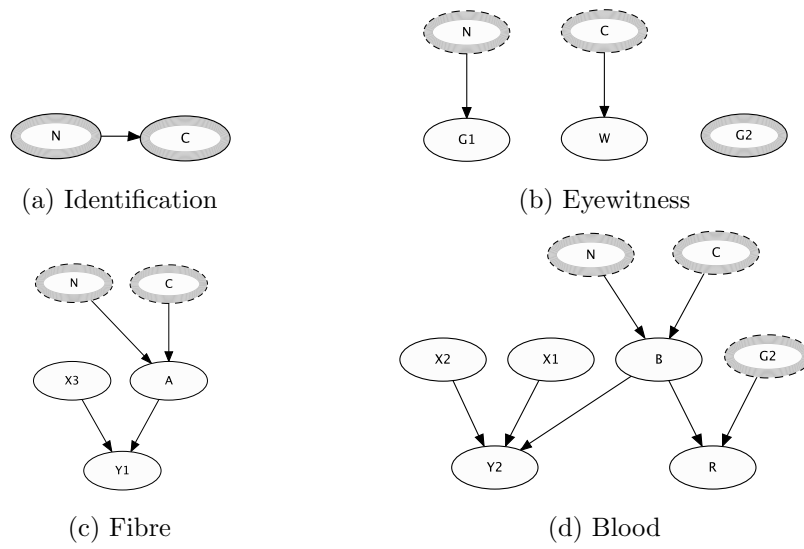 N
C
(a) Identification
N
C
G1
W
G2
(b) Eyewitness
N
C
X3
A
Y1
(c) Fibre
N
C
X2
X1
B
G2
Y2
R
(d) Blood